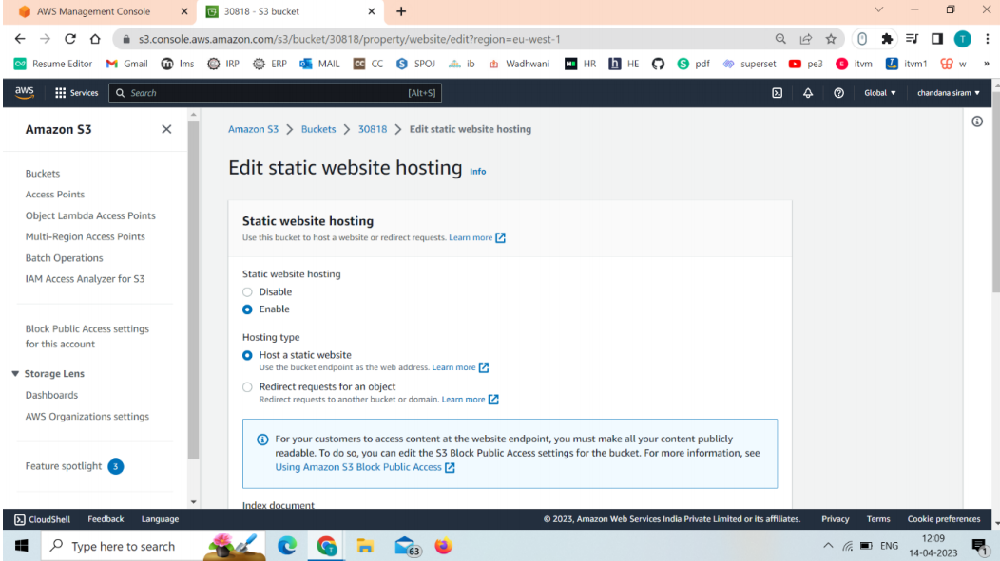 AWS Management Console
30818 - S3 bucket
s3.console.aws.amazon.com/s3/bucket/30818/property/website/edit?region=eu-west-1
Resume Editor Gmail Ims IRP ERP MAIL CC CC SPOJ ib Wadhwani HR h HE pdf superset pe3 itvm itvm1 w »
aws Services Search [Alt+S] Global chandana siram
Amazon S3
Buckets
Access Points
Object Lambda Access Points
Multi-Region Access Points
Batch Operations
IAM Access Analyzer for S3
Block Public Access settings
for this account
Storage Lens
Dashboards
AWS Organizations settings
Feature spotlight 3
Amazon S3 > Buckets > 30818 > Edit static website hosting
Edit static website hosting Info
Static website hosting
Use this bucket to host a website or redirect requests. Learn more
Static website hosting
Disable
Enable
Hosting type
Host a static website
Use the bucket endpoint as the web address. Learn more
Redirect requests for an object
Redirect requests to another bucket or domain. Learn more
For your customers to access content at the website endpoint, you must make all your content publicly
readable. To do so, you can edit the S3 Block Public Access settings for the bucket. For more information, see
Using Amazon S3 Block Public Access
Index document
CloudShell Feedback Language © 2023, Amazon Web Services India Private Limited or its affiliates. Privacy Terms Cookie preferences
Type here to search 63 ENG 12:09
14-04-2023 1